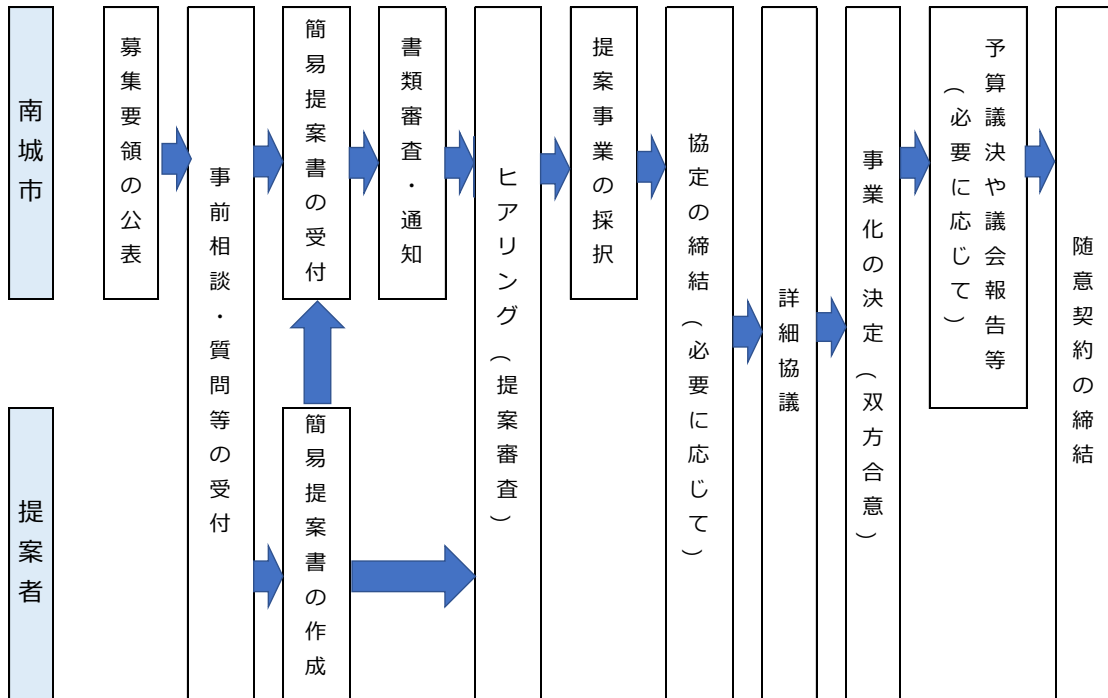 南城市
募集要領の公表
事前相談・質問等の受付
簡易提案書の受付
書類審査・通知
ヒアリング（提案審査）
提案事業の採択
協定の締結（必要に応じて）
詳細協議
事業化の決定（双方合意）
予算議決や議会報告等
（必要に応じて）
随意契約の締結
提案者
簡易提案書の作成